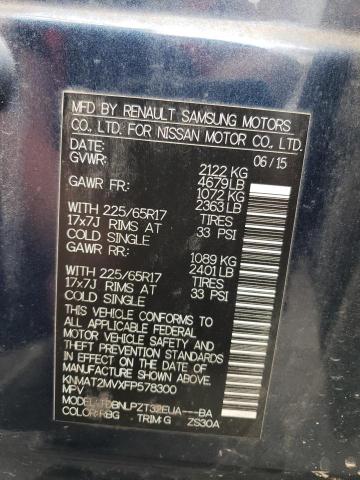 MFD BY RENAULT SAMSUNG MOTORS
CO., LTD. FOR NISSAN MOTOR CO., LTD.
DATE: 06/15
GVWR: 2122 KG
4679 LB
GAWR FR: 1072 KG
2363 LB
WITH 225/65R17 TIRES
17x7J RIMS AT 33 PSI
COLD SINGLE
GAWR RR: 1089 KG
2401 LB
WITH 225/65R17 TIRES
17x7J RIMS AT 33 PSI
COLD SINGLE
THIS VEHICLE CONFORMS TO
ALL APPLICABLE FEDERAL
MOTOR VEHICLE SAFETY AND
THEFT PREVENTION STANDARDS
IN EFFECT ON THE DATE OF
MANUFACTURE SHOWN ABOVE
KNMAT2MVXFP578300
MPV
COLOR: RBG TRIM: G ZS30A